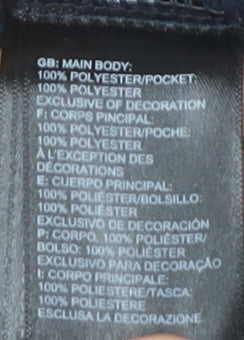 GB: MAIN BODY:
100% POLYESTER/POCKET:
100% POLYESTER
EXCLUSIVE OF DECORATION
F: CORPS PINCIPAL:
100% POLYESTER/POCHE:
100% POLYESTER
À L'EXCEPTION DES
DÉCORATIONS
E: CUERPO PRINCIPAL:
100% POLIÉSTER/BOLSILLO:
100% POLIÉSTER
EXCLUSIVO DE DECORACIÓN
P: CORPO: 100% POLIÉSTER/
BOLSO: 100% POLIÉSTER
EXCLUSIVO PARA DECORAÇÃO
I: CORPO PRINCIPALE:
100% POLIESTERE/TASCA:
100% POLIESTERE
ESCLUSA LA DECORAZIONE